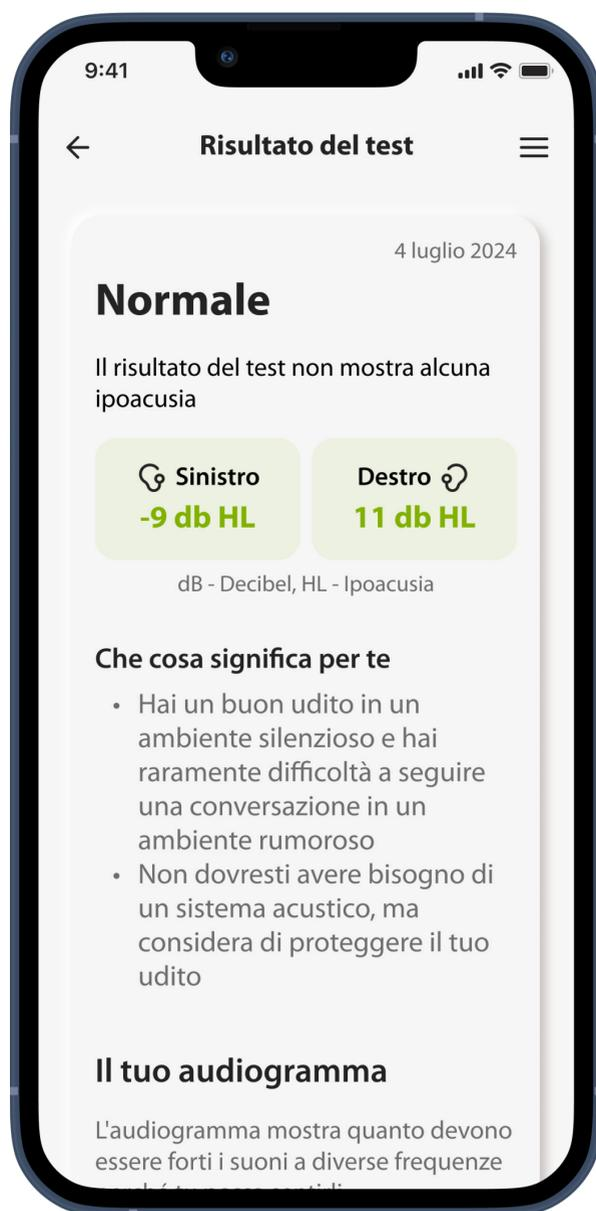 9:41
Risultato del test
4 luglio 2024
Normale
Il risultato del test non mostra alcuna
ipoacusia
Sinistro
-9 db HL
Destro
11 db HL
dB - Decibel, HL - Ipoacusia
Che cosa significa per te
• Hai un buon udito in un
ambiente silenzioso e hai
raramente difficoltà a seguire
una conversazione in un
ambiente rumoroso
• Non dovresti avere bisogno di
un sistema acustico, ma
considera di proteggere il tuo
udito
Il tuo audiogramma
L'audiogramma mostra quanto devono
essere forti i suoni a diverse frequenze